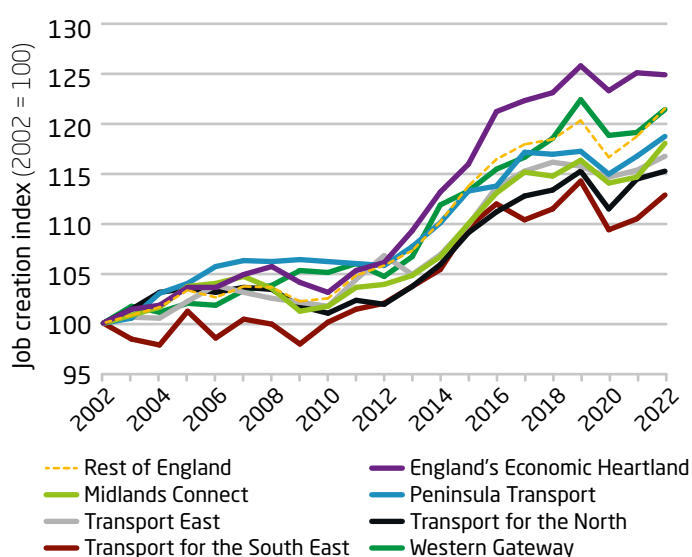 Job creation index (2002 = 100)
130
125
120
115
110
105
100
95
2002 2004 2006 2008 2010 2012 2014 2016 2018 2020 2022
Rest of England
England's Economic Heartland
Midlands Connect
Peninsula Transport
Transport East
Transport for the North
Transport for the South East
Western Gateway